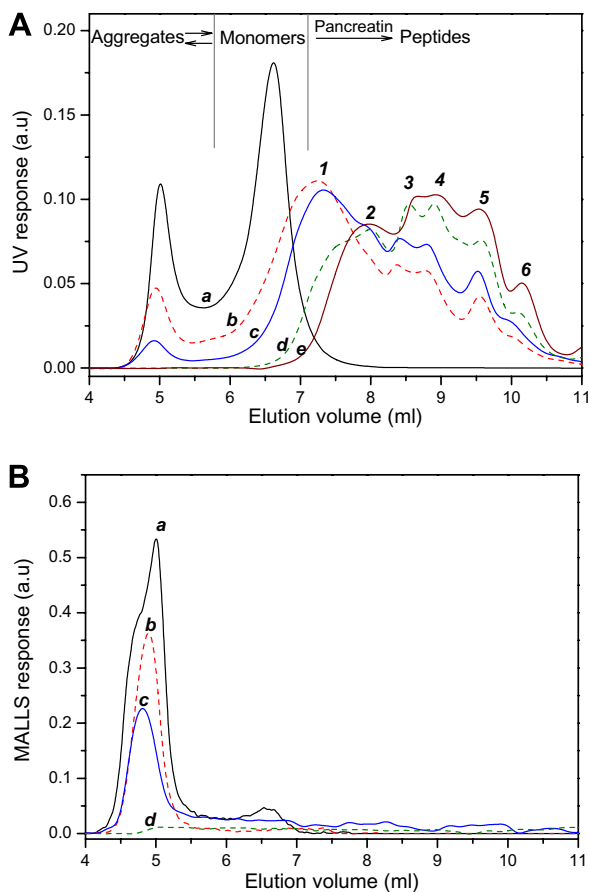 A
Aggregates
Monomers
Pancreatin
Peptides
0.20
0.15
0.10
0.05
0.00
UV response (a.u)
a
b
c
d
e
1
2
3
4
5
6
4 5 6 7 8 9 10 11
Elution volume (ml)
B
0.6
0.5
0.4
0.3
0.2
0.1
0.0
MALLS response (a.u)
a
b
c
d
4 5 6 7 8 9 10 11
Elution volume (ml)